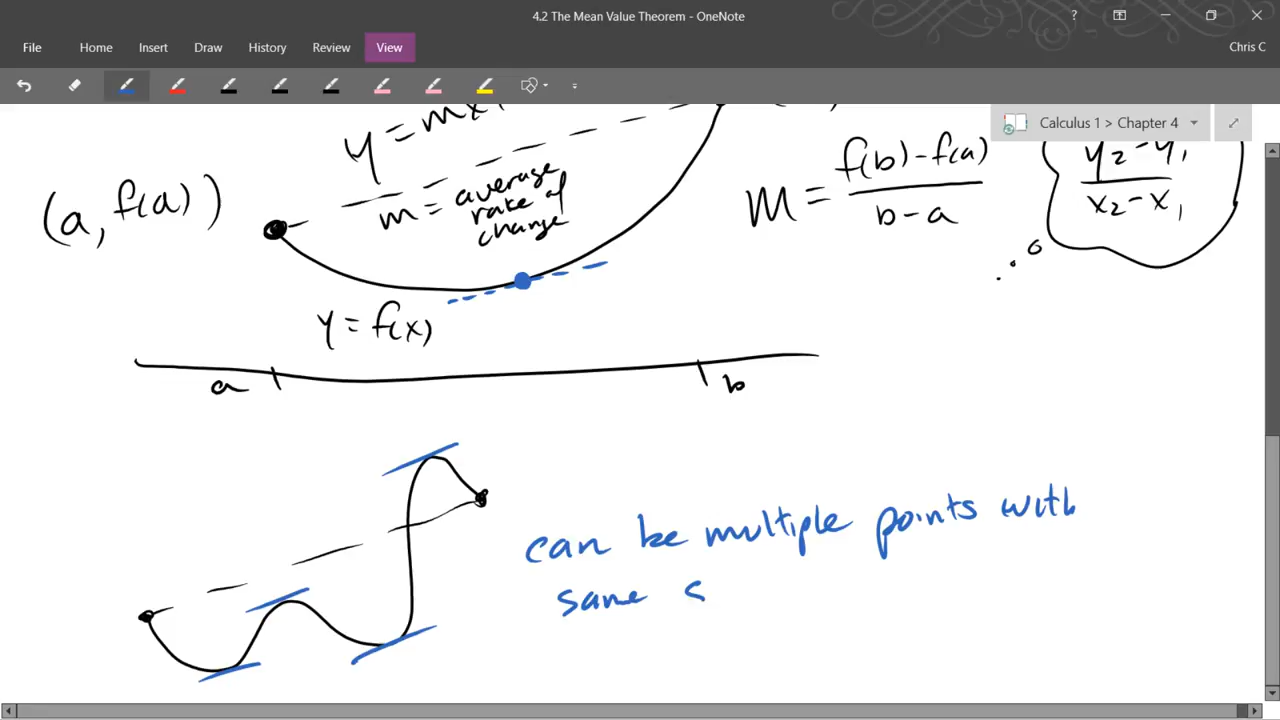 4.2 The Mean Value Theorem - OneNote
?
File Home Insert Draw History Review View
Chris C
Calculus 1 > Chapter 4
y = mx
(a, f(a))
m = average
rate of
change
M = f(b) - f(a)
b - a
y2 - y1
x2 - x1
y = f(x)
a
b
can be multiple points with
same s